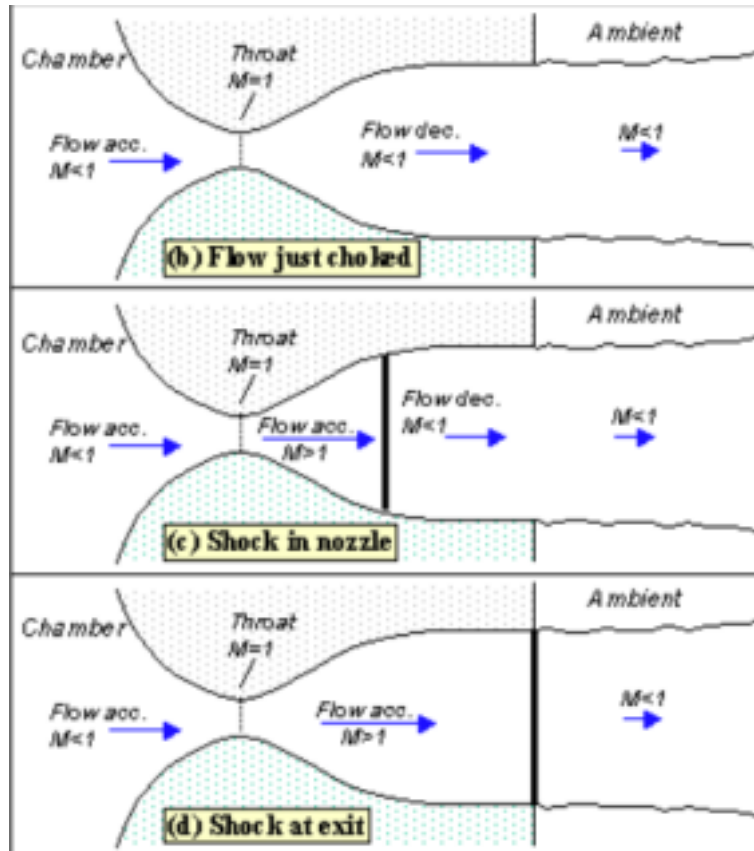 Chamber
Throat
M=1
Ambient
Flow acc.
M<1
Flow dec.
M<1
M<1
(b) Flow just choked
Chamber
Throat
M=1
Ambient
Flow acc.
M<1
Flow acc.
M>1
Flow dec.
M<1
M<1
(c) Shock in nozzle
Chamber
Throat
M=1
Ambient
Flow acc.
M<1
Flow acc.
M>1
M<1
(d) Shock at exit